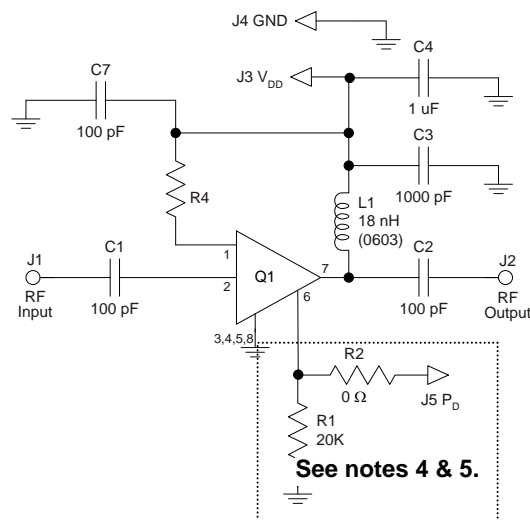 J4 GND
C4
J3 V_DD
1 uF
C7
100 pF
C3
1000 pF
R4
L1
18 nH
(0603)
J1
RF
Input
C1
100 pF
1
2
Q1
7
6
3,4,5,8
C2
100 pF
J2
RF
Output
R2
0 Ω
J5 P_D
R1
20K
See notes 4 & 5.